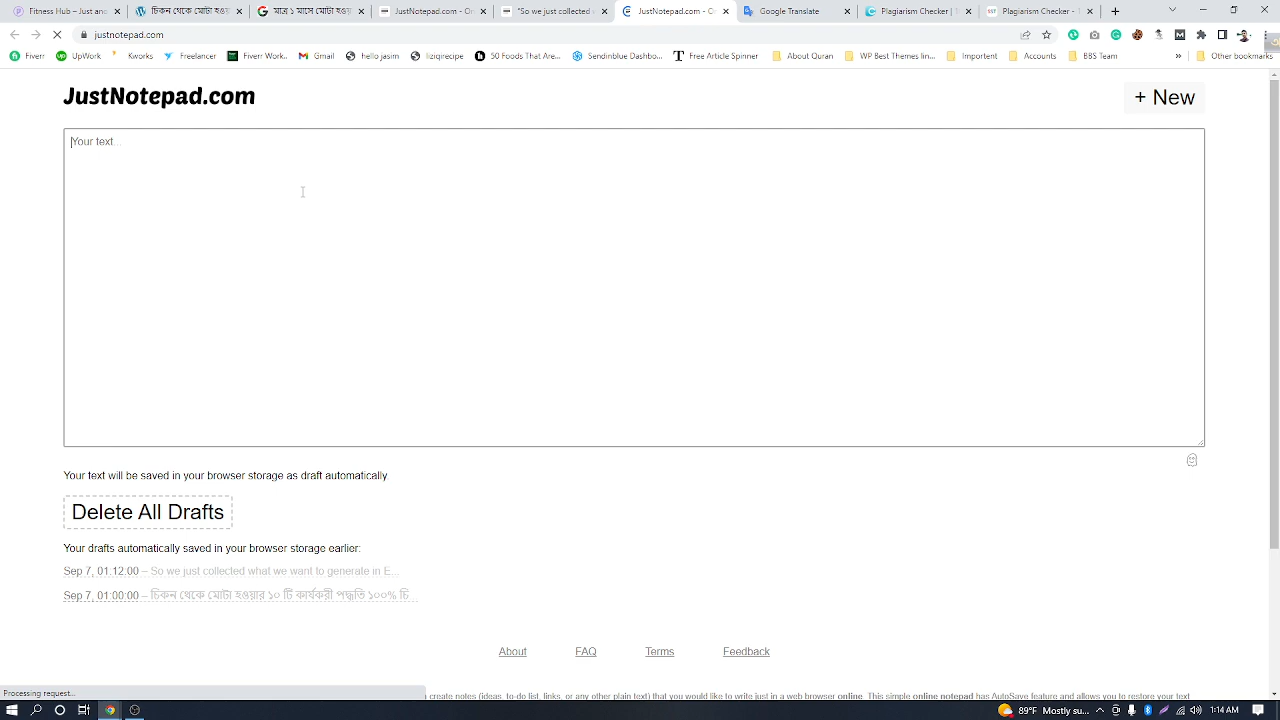 Fitness Hub - Anal
চিকন থেকে মোটা হওয়
মাত্র ১ মাসে মোটা হওয়
JustNotepad.com - C
"So we just collected
JustNotepad.com - C
Google Translate
Plagiarism Checker |
Plagiarism Checker -
justnotepad.com
Fiverr
UpWork
Kworks
Freelancer
Fiverr Workt..
Gmail
hello jasm
liziqirecipe
50 Foods That Are...
Sendinblue Dashbo...
Free Article Spinner
About Quran
WP Best Themes lin...
Important
Accounts
BBS Team
»
Other bookmarks
JustNotepad.com
+ New
Your text...
Your text will be saved in your browser storage as draft automatically
Delete All Drafts
Your drafts automatically saved in your browser storage earlier:
Sep 7, 01:12:00 – So we just collected what we want to generate in E...
Sep 7, 01:00:00 – চিকন থেকে মোটা হওয়ার ১০ টি কার্যকরী পদ্ধতি ১০০% চি...
About FAQ Terms Feedback
Processing request...
create notes (ideas, to-do list, links, or any other plain text) that you would like to write just in a web browser online. This simple online notepad has AutoSave feature and allows you to restore your text
89°F Mostly su...
1:14 AM